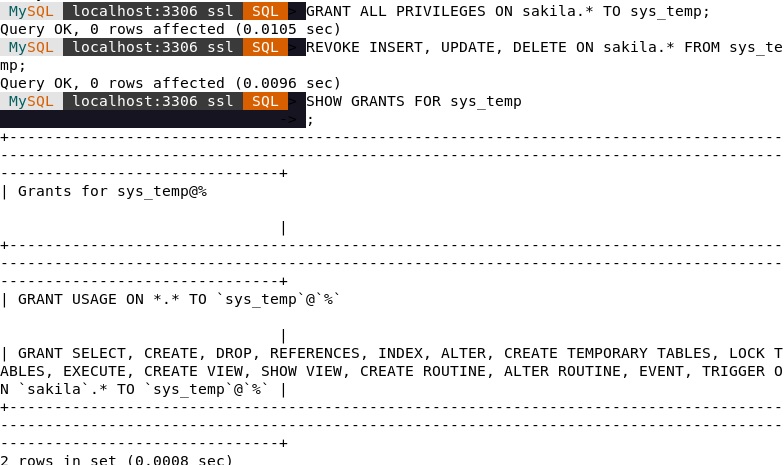 MySQL localhost:3306 ssl SQL > GRANT ALL PRIVILEGES ON sakila.* TO sys_temp;
Query OK, 0 rows affected (0.0105 sec)
MySQL localhost:3306 ssl SQL > REVOKE INSERT, UPDATE, DELETE ON sakila.* FROM sys_te
mp;
Query OK, 0 rows affected (0.0096 sec)
MySQL localhost:3306 ssl SQL > SHOW GRANTS FOR sys_temp
-> ;
+--------------------------------------------------------------------------------------
---------------------------------------------------------------------------------------
-------------------------------+
| Grants for sys_temp@%
|
+--------------------------------------------------------------------------------------
---------------------------------------------------------------------------------------
-------------------------------+
| GRANT USAGE ON *.* TO `sys_temp`@`%`
|
| GRANT SELECT, CREATE, DROP, REFERENCES, INDEX, ALTER, CREATE TEMPORARY TABLES, LOCK T
ABLES, EXECUTE, CREATE VIEW, SHOW VIEW, CREATE ROUTINE, ALTER ROUTINE, EVENT, TRIGGER O
N `sakila`.* TO `sys_temp`@`%` |
+--------------------------------------------------------------------------------------
---------------------------------------------------------------------------------------
-------------------------------+
2 rows in set (0.0008 sec)